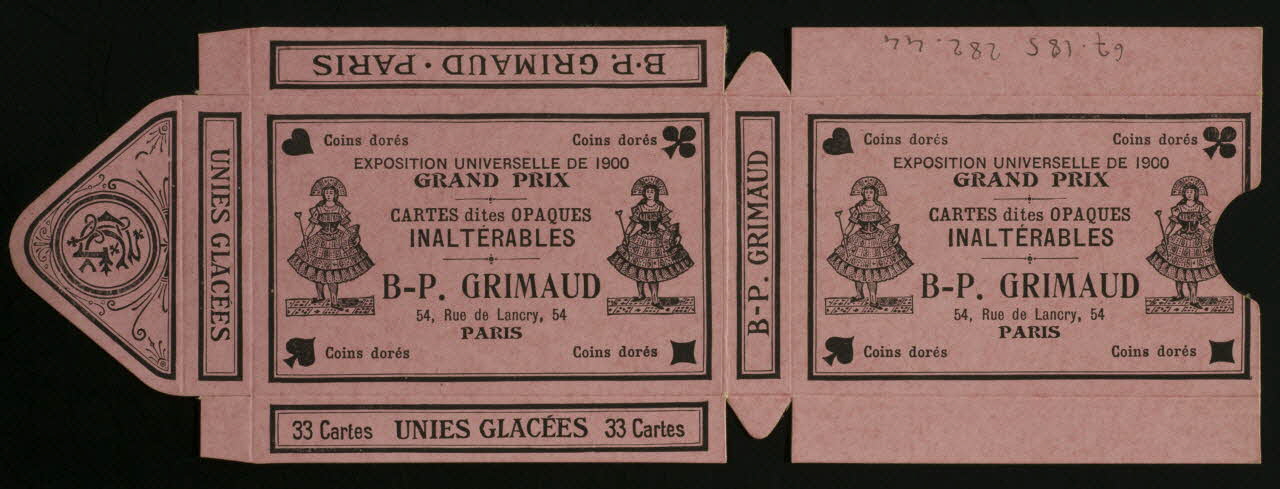 B·P. GRIMAUD · PARIS
67.185 282.44
UNIES GLACÉES
Coins dorés Coins dorés
EXPOSITION UNIVERSELLE DE 1900
GRAND PRIX
CARTES dites OPAQUES
INALTÉRABLES
B-P. GRIMAUD
54, Rue de Lancry, 54
PARIS
Coins dorés Coins dorés
B-P. GRIMAUD
Coins dorés Coins dorés
EXPOSITION UNIVERSELLE DE 1900
GRAND PRIX
CARTES dites OPAQUES
INALTÉRABLES
B-P. GRIMAUD
54, Rue de Lancry, 54
PARIS
Coins dorés Coins dorés
33 Cartes UNIES GLACÉES 33 Cartes